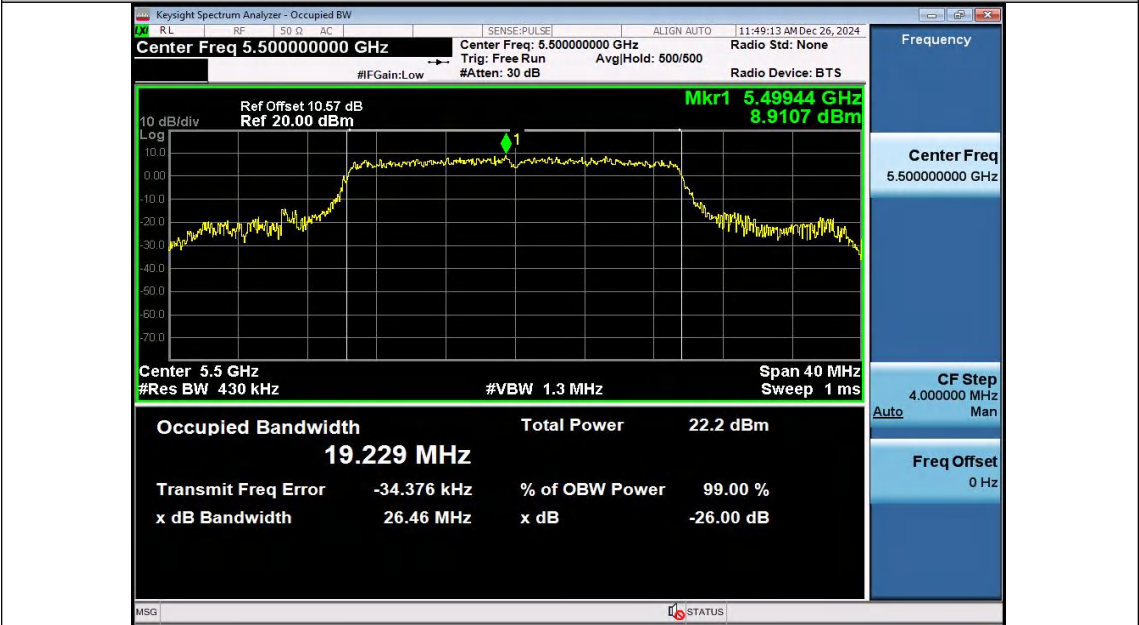 Keysight Spectrum Analyzer - Occupied BW
LXI RL RF 50 Ω AC SENSE:PULSE ALIGN AUTO 11:49:13 AM Dec 26, 2024
Center Freq 5.500000000 GHz
Center Freq: 5.500000000 GHz
Radio Std: None
Trig: Free Run Avg|Hold: 500/500
#IFGain:Low #Atten: 30 dB Radio Device: BTS
Frequency
Mkr1 5.49944 GHz
8.9107 dBm
Ref Offset 10.57 dB
10 dB/div Ref 20.00 dBm
Log
1
10.0
0.00
-10.0
-20.0
-30.0
-40.0
-50.0
-60.0
-70.0
Center 5.5 GHz Span 40 MHz
#Res BW 430 kHz #VBW 1.3 MHz Sweep 1 ms
Center Freq
5.500000000 GHz
CF Step
4.000000 MHz
Auto Man
Freq Offset
0 Hz
Occupied Bandwidth Total Power 22.2 dBm
19.229 MHz
Transmit Freq Error -34.376 kHz % of OBW Power 99.00 %
x dB Bandwidth 26.46 MHz x dB -26.00 dB
MSG STATUS